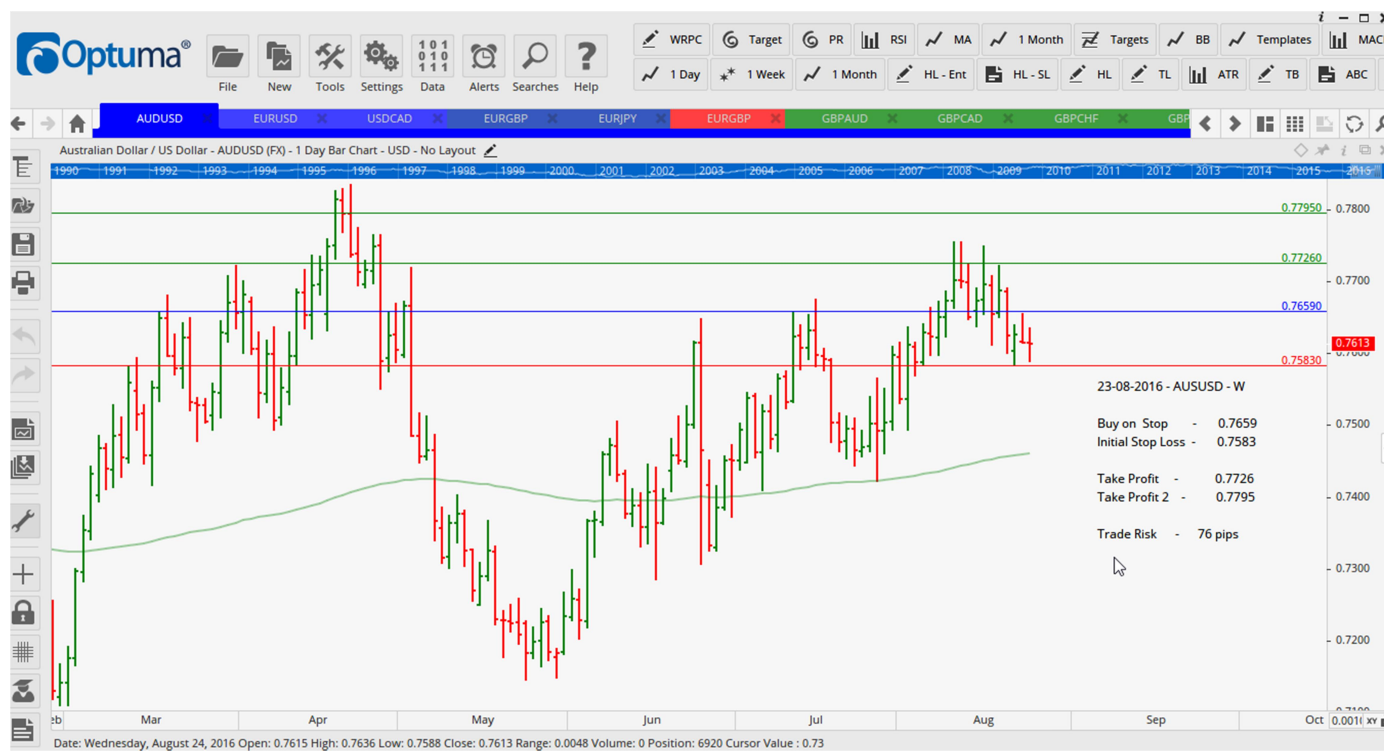 Optuma®
File New Tools Settings Data Alerts Searches Help
101
010
111
WRPC Target PR RSI MA 1 Month Targets BB Templates
1 Day 1 Week 1 Month HL - Ent HL - SL HL TL ATR TB ABC
AUDUSD EURUSD USDCAD EURGBP EURJPY EURGBP GBPAUD GBPCAD GBPCHF
Australian Dollar / US Dollar - AUDUSD (FX) - 1 Day Bar Chart - USD - No Layout
1990 1991 1992 1993 1994 1995 1996 1997 1998 1999 2000 2001 2002 2003 2004 2005 2006 2007 2008 2009 2010 2011 2012 2013 2014 2015 2016
0.77950
0.7800
0.77260
0.7700
0.76590
0.7613
0.7600
0.75830
23-08-2016 - AUSUSD - W
Buy on Stop - 0.7659
0.7500
Initial Stop Loss - 0.7583
Take Profit - 0.7726
Take Profit 2 - 0.7795
0.7400
Trade Risk - 76 pips
0.7300
0.7200
0.7100
Mar Apr May Jun Jul Aug Sep Oct XY
Date: Wednesday, August 24, 2016 Open: 0.7615 High: 0.7636 Low: 0.7588 Close: 0.7613 Range: 0.0048 Volume: 0 Position: 6920 Cursor Value : 0.73